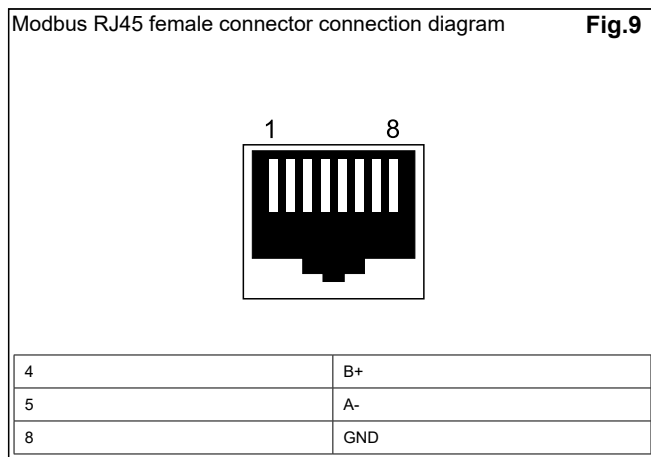 Modbus RJ45 female connector connection diagram Fig.9
1 8
4 B+
5 A-
8 GND